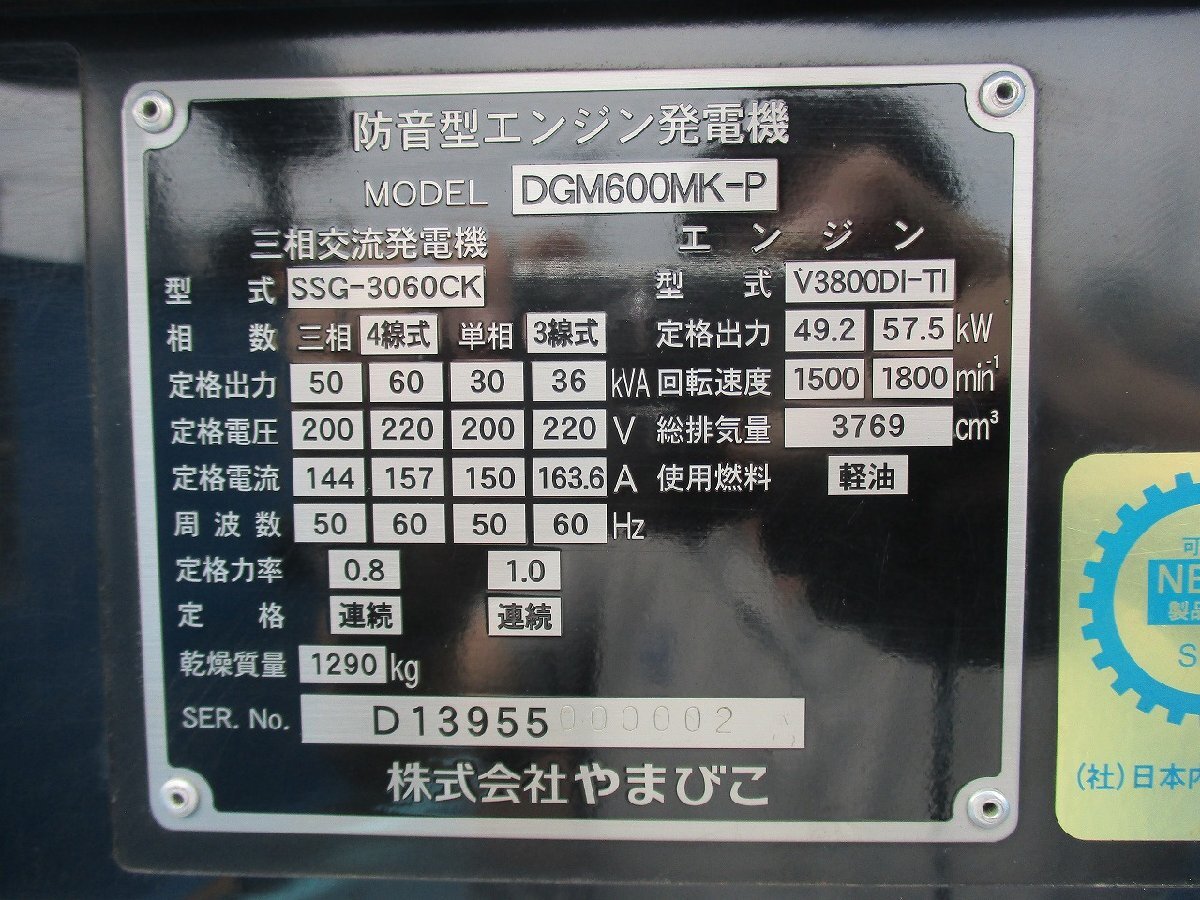 防音型エンジン発電機
MODEL DGM600MK-P
三相交流発電機
型式 SSG-3060CK
相数 三相 4線式 単相 3線式
定格出力 50 60 30 36 kVA
定格電圧 200 220 200 220 V
定格電流 144 157 150 163.6 A
周波数 50 60 50 60 Hz
定格力率 0.8 1.0
定格 連続 連続
乾燥質量 1290 kg
エンジン
型式 V3800DI-TI
定格出力 49.2 57.5 kW
回転速度 1500 1800 min⁻¹
総排気量 3769 cm³
使用燃料 軽油
SER. No. D13955000002
株式会社やまびこ
(社)日本内